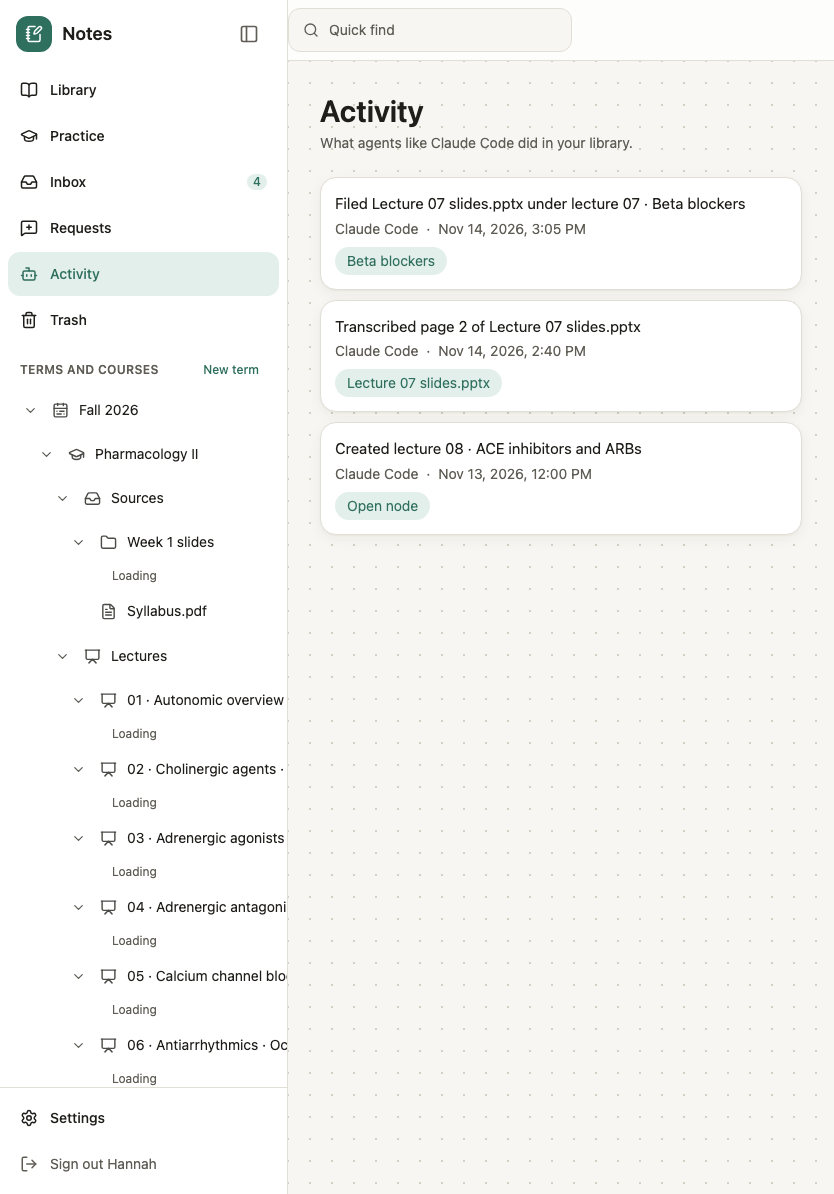 Notes
Library
Practice
Inbox
4
Requests
Activity
Trash
TERMS AND COURSES
New term
Fall 2026
Pharmacology II
Sources
Week 1 slides
Loading
Syllabus.pdf
Lectures
01 · Autonomic overview
Loading
02 · Cholinergic agents ·
Loading
03 · Adrenergic agonists
Loading
04 · Adrenergic antagoni
Loading
05 · Calcium channel blo
Loading
06 · Antiarrhythmics · Oc
Loading
Settings
Sign out Hannah
Quick find
Activity
What agents like Claude Code did in your library.
Filed Lecture 07 slides.pptx under lecture 07 · Beta blockers
Claude Code · Nov 14, 2026, 3:05 PM
Beta blockers
Transcribed page 2 of Lecture 07 slides.pptx
Claude Code · Nov 14, 2026, 2:40 PM
Lecture 07 slides.pptx
Created lecture 08 · ACE inhibitors and ARBs
Claude Code · Nov 13, 2026, 12:00 PM
Open node